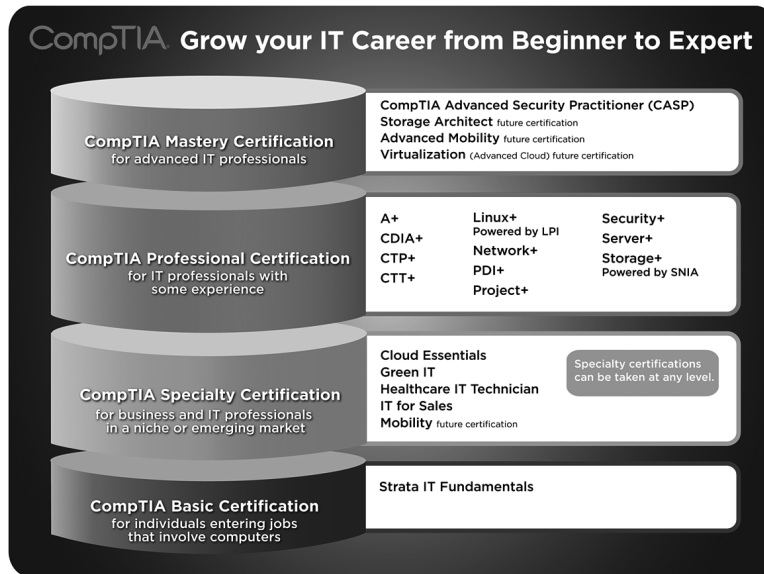 CompTIA. Grow your IT Career from Beginner to Expert
CompTIA Mastery Certification
for advanced IT professionals
CompTIA Advanced Security Practitioner (CASP)
Storage Architect future certification
Advanced Mobility future certification
Virtualization (Advanced Cloud) future certification
CompTIA Professional Certification
for IT professionals with
some experience
A+
CDIA+
CTP+
CTT+
Linux+
Powered by LPI
Network+
PDI+
Project+
Security+
Server+
Storage+
Powered by SNIA
CompTIA Specialty Certification
for business and IT professionals
in a niche or emerging market
Cloud Essentials
Green IT
Healthcare IT Technician
IT for Sales
Mobility future certification
Specialty certifications
can be taken at any level.
CompTIA Basic Certification
for individuals entering jobs
that involve computers
Strata IT Fundamentals